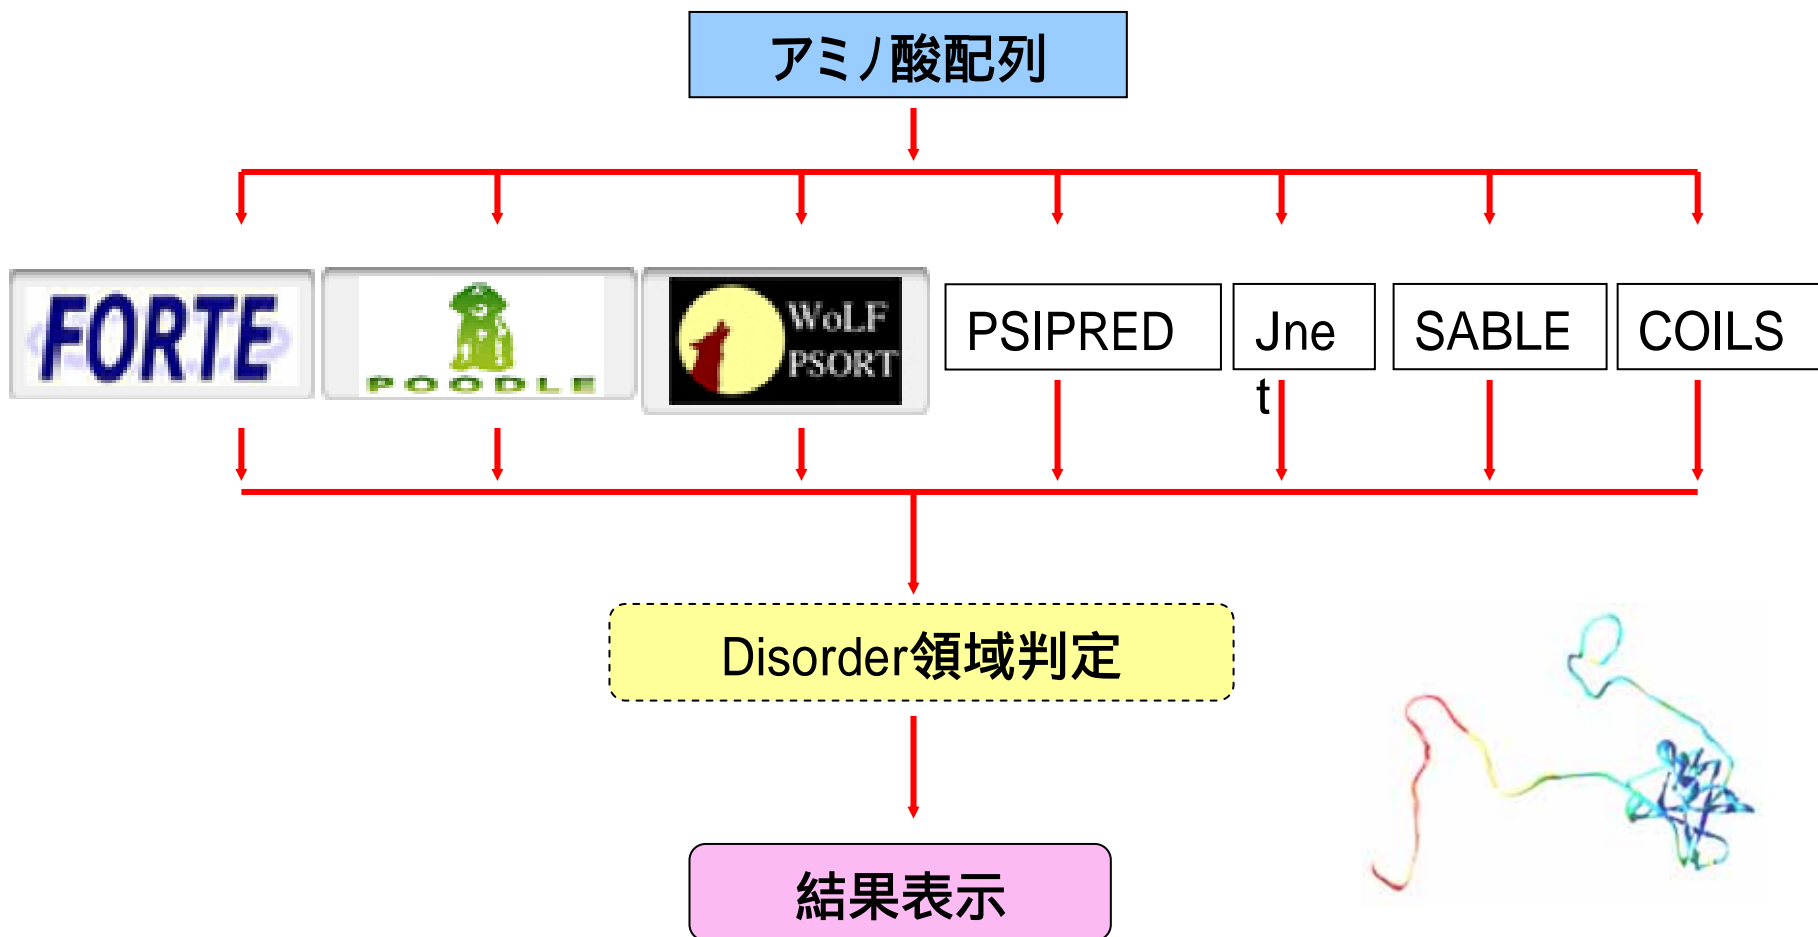 アミノ酸配列
FORTE
POODLE
WoLF
PSORT
PSIPRED
Jne
t
SABLE
COILS
Disorder領域判定
結果表示